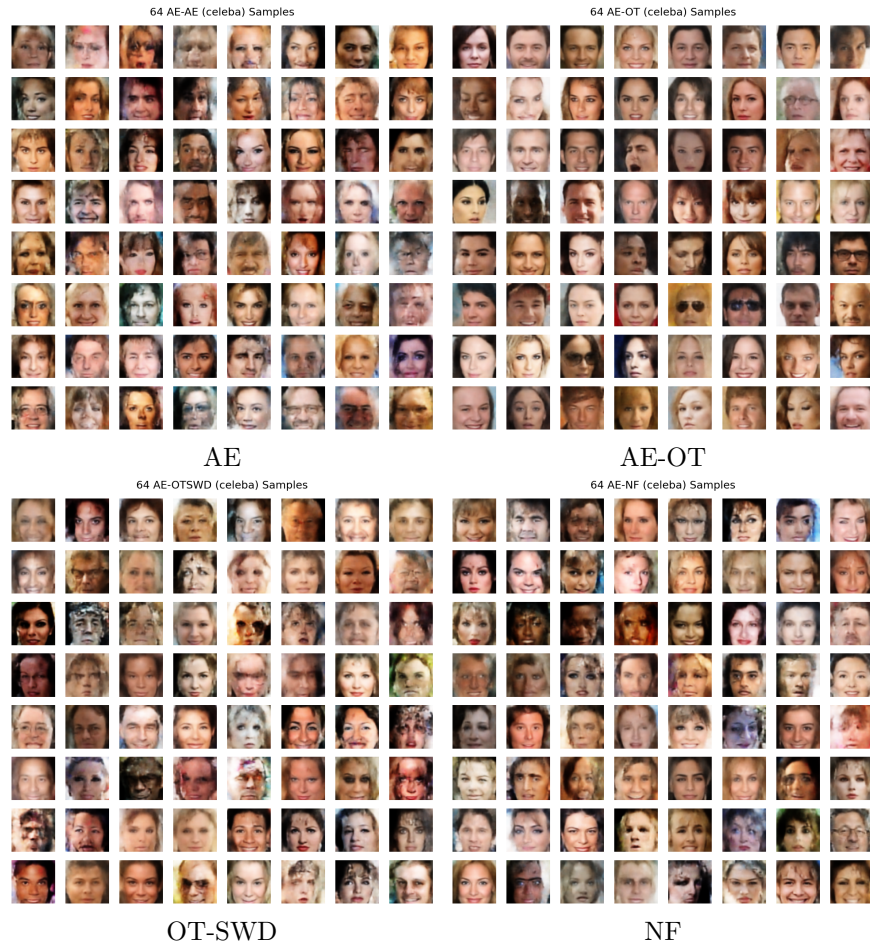 64 AE-AE (celeba) Samples
64 AE-OT (celeba) Samples
AE
AE-OT
64 AE-OTSWD (celeba) Samples
64 AE-NF (celeba) Samples
OT-SWD
NF